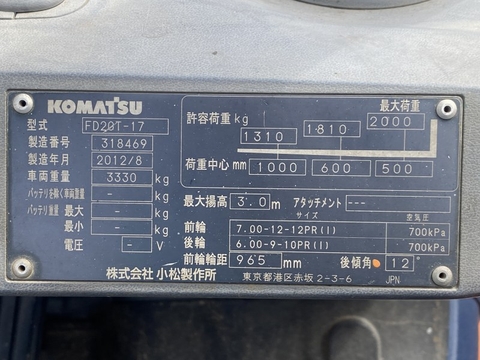 KOMATSU
型式 FD20T-17
製造番号 318469
製造年月 2012/8
車両重量 3330 kg
バッテリを除く車両重量 - kg
バッテリ重量 最大 - kg
最小 - kg
電圧 - V
最大荷重
許容荷重 kg 1310 1810 2000
荷重中心 mm 1000 600 500
最大揚高 3.0 m アタッチメント ---
サイズ 空気圧
前輪 7.00-12-12PR(I) 700kPa
後輪 6.00-9-10PR(I) 700kPa
前輪輪距 965 mm 後傾角 12°
株式会社 小松製作所 東京都港区赤坂 2-3-6 JPN